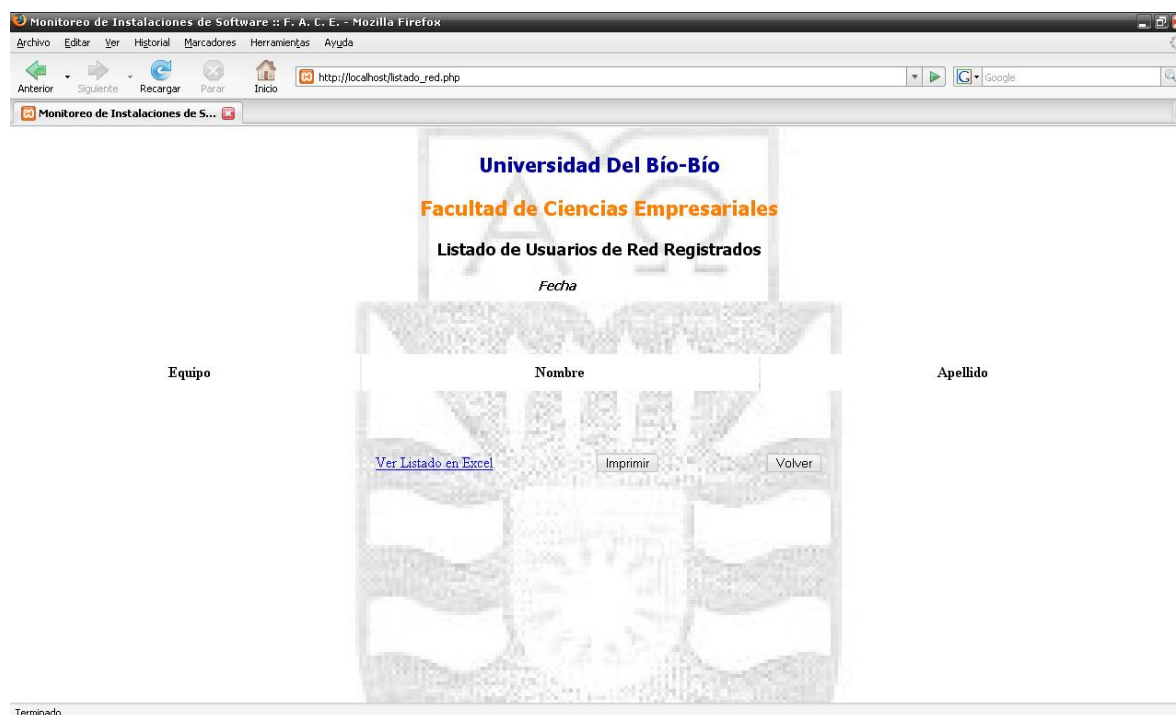 Monitoreo de Instalaciones de Software :: F. A. C. E. - Mozilla Firefox
Archivo Editar Ver Historial Marcadores Herramientas Ayuda
Anterior Siguiente Recargar Parar Inicio http://localhost/listado_red.php G Google
Monitoreo de Instalaciones de S...
Α Ω
Universidad Del Bío-Bío
Facultad de Ciencias Empresariales
Listado de Usuarios de Red Registrados
Fecha
Equipo Nombre Apellido
Ver Listado en Excel Imprimir Volver
Terminado